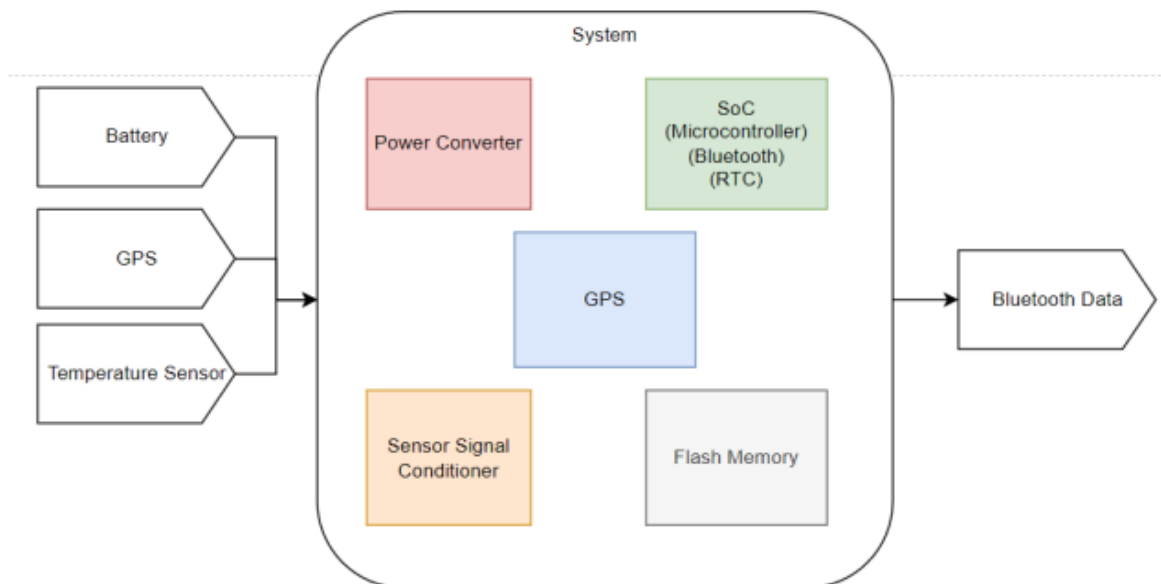 System
Battery
GPS
Temperature Sensor
Power Converter
SoC
(Microcontroller)
(Bluetooth)
(RTC)
GPS
Sensor Signal
Conditioner
Flash Memory
Bluetooth Data